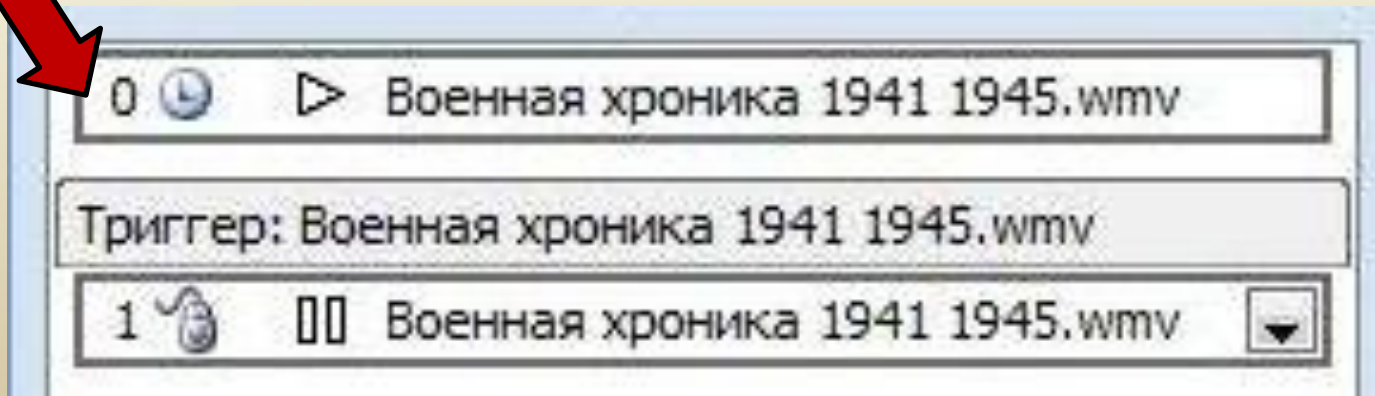 0 Военная хроника 1941 1945.wmv
Триггер: Военная хроника 1941 1945.wmv
1 Военная хроника 1941 1945.wmv